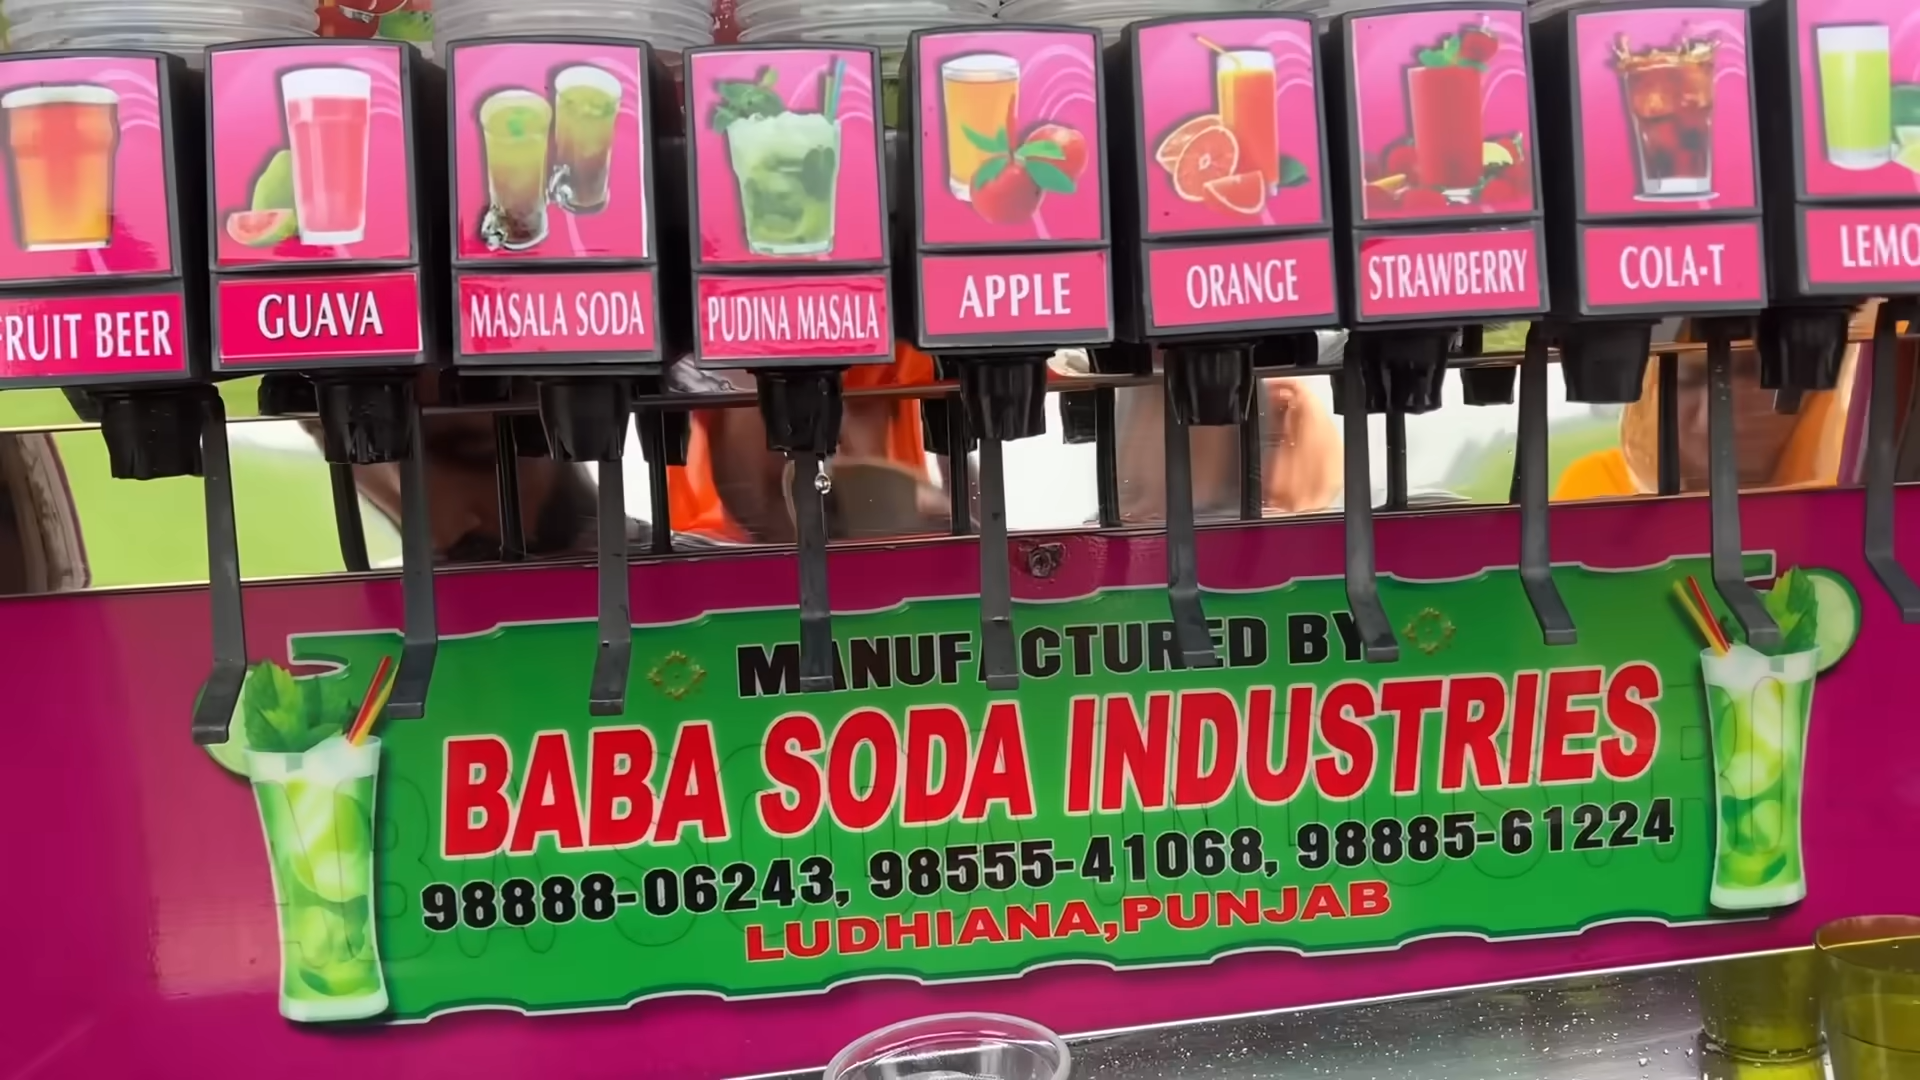 FRUIT BEER
GUAVA
MASALA SODA
PUDINA MASALA
APPLE
ORANGE
STRAWBERRY
COLA-T
LEMO
MANUFACTURED BY
BABA SODA INDUSTRIES
98888-06243, 98555-41068, 98885-61224
LUDHIANA,PUNJAB